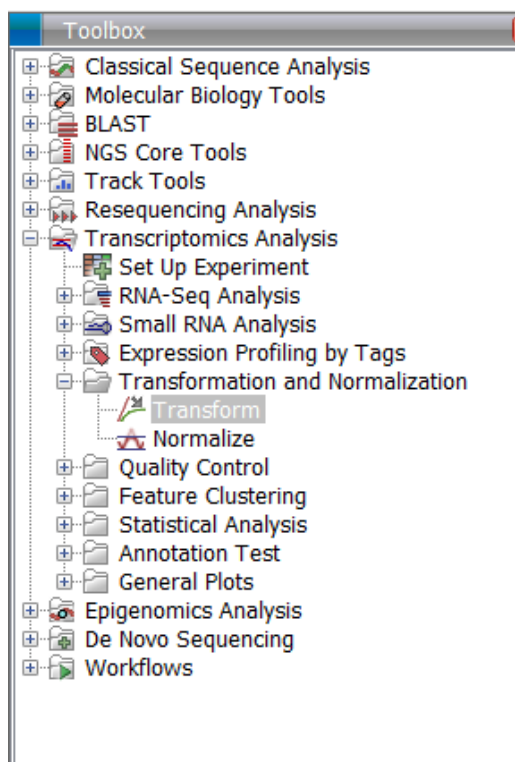 Toolbox
Classical Sequence Analysis
Molecular Biology Tools
BLAST
NGS Core Tools
Track Tools
Resequencing Analysis
Transcriptomics Analysis
Set Up Experiment
RNA-Seq Analysis
Small RNA Analysis
Expression Profiling by Tags
Transformation and Normalization
Transform
Normalize
Quality Control
Feature Clustering
Statistical Analysis
Annotation Test
General Plots
Epigenomics Analysis
De Novo Sequencing
Workflows